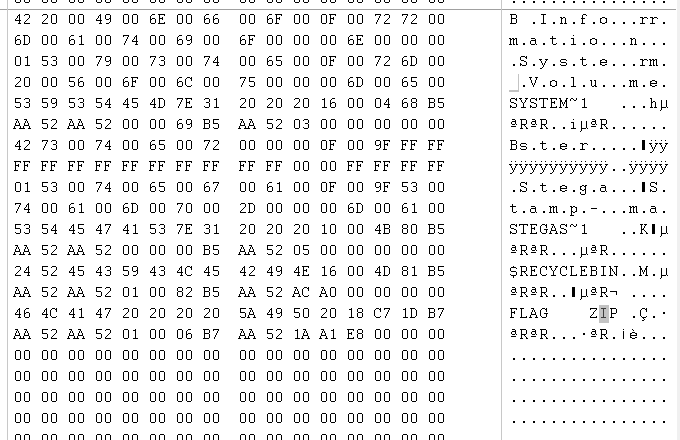 42 20 00 49 00 6E 00 66 00 6F 00 0F 00 72 72 00 B .I.n.f.o...rr.
6D 00 61 00 74 00 69 00 6F 00 00 00 6E 00 00 00 m.a.t.i.o...n...
01 53 00 79 00 73 00 74 00 65 00 0F 00 72 6D 00 .S.y.s.t.e...rm.
20 00 56 00 6F 00 6C 00 75 00 00 00 6D 00 65 00 .V.o.l.u...m.e.
53 59 53 54 45 4D 7E 31 20 20 20 16 00 04 68 B5 SYSTEM~1 ...hµ
AA 52 AA 52 00 00 69 B5 AA 52 03 00 00 00 00 00 ªRªR..iµªR......
42 73 00 74 00 65 00 72 00 00 00 0F 00 9F FF FF Bs.t.e.r.....▮ÿÿ
FF FF FF FF FF FF FF FF FF FF 00 00 FF FF FF FF ÿÿÿÿÿÿÿÿÿÿ..ÿÿÿÿ
01 53 00 74 00 65 00 67 00 61 00 0F 00 9F 53 00 .S.t.e.g.a...▮S.
74 00 61 00 6D 00 70 00 2D 00 00 00 6D 00 61 00 t.a.m.p.-...m.a.
53 54 45 47 41 53 7E 31 20 20 20 10 00 4B 80 B5 STEGAS~1 ..K▮µ
AA 52 AA 52 00 00 00 B5 AA 52 05 00 00 00 00 00 ªRªR...µªR......
24 52 45 43 59 43 4C 45 42 49 4E 16 00 4D 81 B5 $RECYCLEBIN..M.µ
AA 52 AA 52 01 00 82 B5 AA 52 AC A0 00 00 00 00 ªRªR..▮µªR¬ ....
46 4C 41 47 20 20 20 20 5A 49 50 20 18 C7 1D B7 FLAG ZIP .Ç.·
AA 52 AA 52 01 00 06 B7 AA 52 1A A1 E8 00 00 00 ªRªR...·ªR.¡è...
00 00 00 00 00 00 00 00 00 00 00 00 00 00 00 00 ................
00 00 00 00 00 00 00 00 00 00 00 00 00 00 00 00 ................
00 00 00 00 00 00 00 00 00 00 00 00 00 00 00 00 ................
00 00 00 00 00 00 00 00 00 00 00 00 00 00 00 00 ................